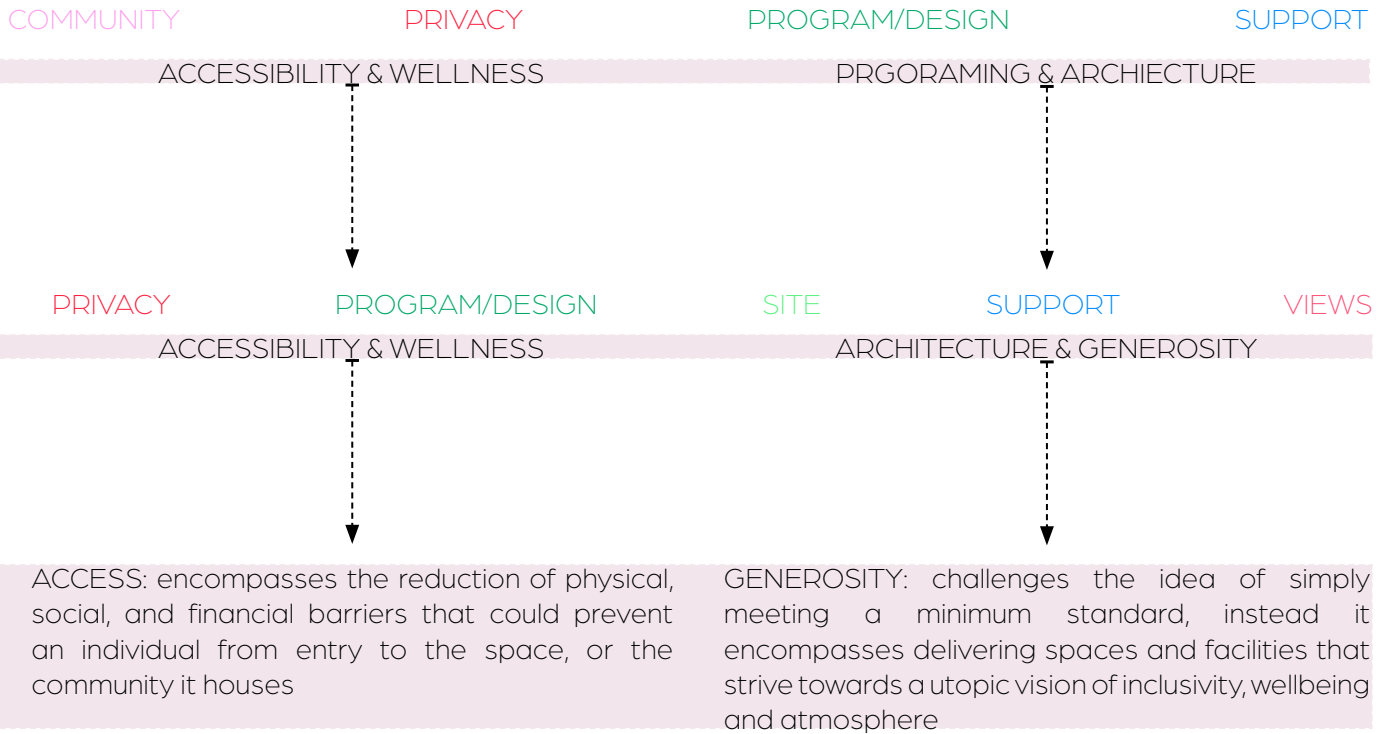 COMMUNITY PRIVACY PROGRAM/DESIGN SUPPORT
ACCESSIBILITY & WELLNESS PRGORAMING & ARCHIECTURE
PRIVACY PROGRAM/DESIGN SITE SUPPORT VIEWS
ACCESSIBILITY & WELLNESS ARCHITECTURE & GENEROSITY
ACCESS: encompasses the reduction of physical,
social, and financial barriers that could prevent
an individual from entry to the space, or the
community it houses
GENEROSITY: challenges the idea of simply
meeting a minimum standard, instead it
encompasses delivering spaces and facilities that
strive towards a utopic vision of inclusivity, wellbeing
and atmosphere